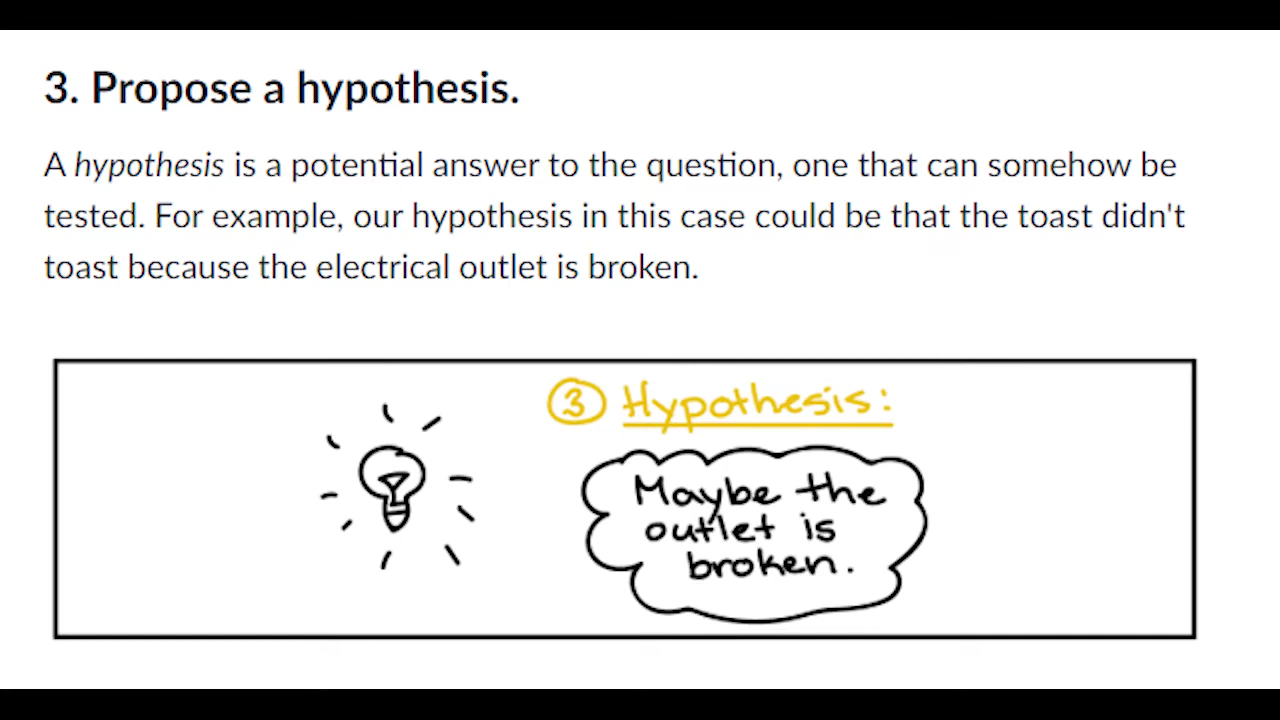 3. Propose a hypothesis.
A hypothesis is a potential answer to the question, one that can somehow be
tested. For example, our hypothesis in this case could be that the toast didn't
toast because the electrical outlet is broken.
3 Hypothesis:
Maybe the
outlet is
broken.